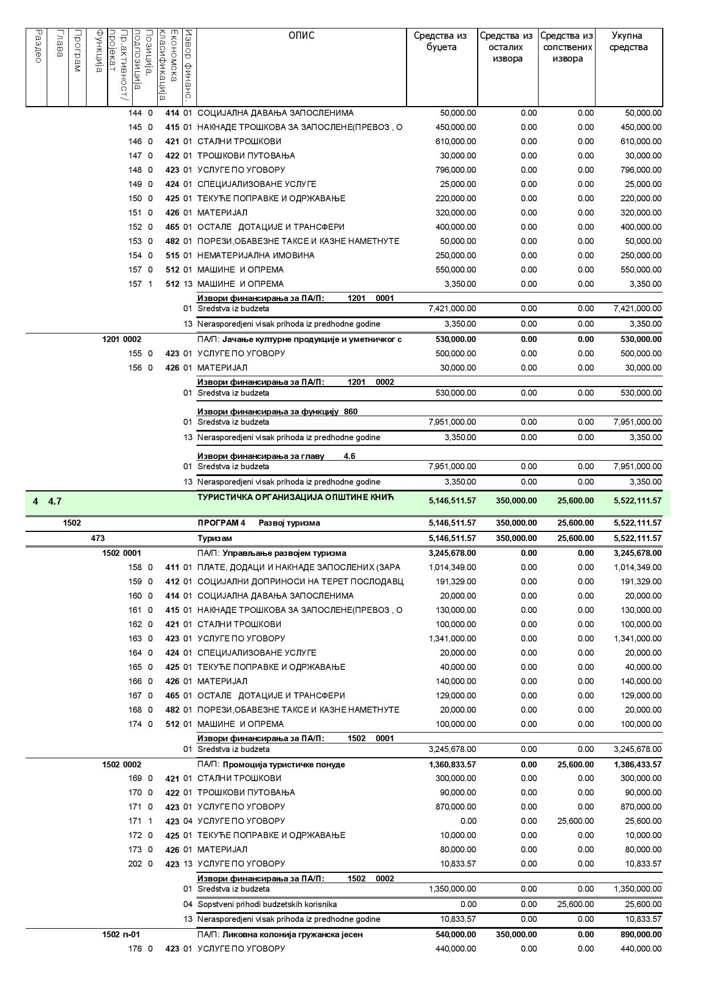 Раздео Глава Програм Функција Пр.активност/ пројекат Позиција, подпозиција Економска класификација Извор финанс. ОПИС Средства из буџета Средства из осталих извора Средства из сопствених извора Укупна средства
144 0 414 01 СОЦИЈАЛНА ДАВАЊА ЗАПОСЛЕНИМА 50,000.00 0.00 0.00 50,000.00
145 0 415 01 НАКНАДЕ ТРОШКОВА ЗА ЗАПОСЛЕНЕ(ПРЕВОЗ , О 450,000.00 0.00 0.00 450,000.00
146 0 421 01 СТАЛНИ ТРОШКОВИ 610,000.00 0.00 0.00 610,000.00
147 0 422 01 ТРОШКОВИ ПУТОВАЊА 30,000.00 0.00 0.00 30,000.00
148 0 423 01 УСЛУГЕ ПО УГОВОРУ 796,000.00 0.00 0.00 796,000.00
149 0 424 01 СПЕЦИЈАЛИЗОВАНЕ УСЛУГЕ 25,000.00 0.00 0.00 25,000.00
150 0 425 01 ТЕКУЋЕ ПОПРАВКЕ И ОДРЖАВАЊЕ 220,000.00 0.00 0.00 220,000.00
151 0 426 01 МАТЕРИЈАЛ 320,000.00 0.00 0.00 320,000.00
152 0 465 01 ОСТАЛЕ ДОТАЦИЈЕ И ТРАНСФЕРИ 400,000.00 0.00 0.00 400,000.00
153 0 482 01 ПОРЕЗИ,ОБАВЕЗНЕ ТАКСЕ И КАЗНЕ НАМЕТНУТЕ 50,000.00 0.00 0.00 50,000.00
154 0 515 01 НЕМАТЕРИЈАЛНА ИМОВИНА 250,000.00 0.00 0.00 250,000.00
157 0 512 01 МАШИНЕ И ОПРЕМА 550,000.00 0.00 0.00 550,000.00
157 1 512 13 МАШИНЕ И ОПРЕМА 3,350.00 0.00 0.00 3,350.00
Извори финансирања за ПА/П: 1201 0001
01 Sredstva iz budzeta 7,421,000.00 0.00 0.00 7,421,000.00
13 Nerasporedjeni visak prihoda iz predhodne godine 3,350.00 0.00 0.00 3,350.00
1201 0002 ПА/П: Јачање културне продукције и уметничког с 530,000.00 0.00 0.00 530,000.00
155 0 423 01 УСЛУГЕ ПО УГОВОРУ 500,000.00 0.00 0.00 500,000.00
156 0 426 01 МАТЕРИЈАЛ 30,000.00 0.00 0.00 30,000.00
Извори финансирања за ПА/П: 1201 0002
01 Sredstva iz budzeta 530,000.00 0.00 0.00 530,000.00
Извори финансирања за функцију 860
01 Sredstva iz budzeta 7,951,000.00 0.00 0.00 7,951,000.00
13 Nerasporedjeni visak prihoda iz predhodne godine 3,350.00 0.00 0.00 3,350.00
Извори финансирања за главу 4.6
01 Sredstva iz budzeta 7,951,000.00 0.00 0.00 7,951,000.00
13 Nerasporedjeni visak prihoda iz predhodne godine 3,350.00 0.00 0.00 3,350.00
4 4.7 ТУРИСТИЧКА ОРГАНИЗАЦИЈА ОПШТИНЕ КНИЋ 5,146,511.57 350,000.00 25,600.00 5,522,111.57
1502 ПРОГРАМ 4 Развој туризма 5,146,511.57 350,000.00 25,600.00 5,522,111.57
473 Туризам 5,146,511.57 350,000.00 25,600.00 5,522,111.57
1502 0001 ПА/П: Управљање развојем туризма 3,245,678.00 0.00 0.00 3,245,678.00
158 0 411 01 ПЛАТЕ, ДОДАЦИ И НАКНАДЕ ЗАПОСЛЕНИХ (ЗАРА 1,014,349.00 0.00 0.00 1,014,349.00
159 0 412 01 СОЦИЈАЛНИ ДОПРИНОСИ НА ТЕРЕТ ПОСЛОДАВЦ 191,329.00 0.00 0.00 191,329.00
160 0 414 01 СОЦИЈАЛНА ДАВАЊА ЗАПОСЛЕНИМА 20,000.00 0.00 0.00 20,000.00
161 0 415 01 НАКНАДЕ ТРОШКОВА ЗА ЗАПОСЛЕНЕ(ПРЕВОЗ , О 130,000.00 0.00 0.00 130,000.00
162 0 421 01 СТАЛНИ ТРОШКОВИ 100,000.00 0.00 0.00 100,000.00
163 0 423 01 УСЛУГЕ ПО УГОВОРУ 1,341,000.00 0.00 0.00 1,341,000.00
164 0 424 01 СПЕЦИЈАЛИЗОВАНЕ УСЛУГЕ 20,000.00 0.00 0.00 20,000.00
165 0 425 01 ТЕКУЋЕ ПОПРАВКЕ И ОДРЖАВАЊЕ 40,000.00 0.00 0.00 40,000.00
166 0 426 01 МАТЕРИЈАЛ 140,000.00 0.00 0.00 140,000.00
167 0 465 01 ОСТАЛЕ ДОТАЦИЈЕ И ТРАНСФЕРИ 129,000.00 0.00 0.00 129,000.00
168 0 482 01 ПОРЕЗИ,ОБАВЕЗНЕ ТАКСЕ И КАЗНЕ НАМЕТНУТЕ 20,000.00 0.00 0.00 20,000.00
174 0 512 01 МАШИНЕ И ОПРЕМА 100,000.00 0.00 0.00 100,000.00
Извори финансирања за ПА/П: 1502 0001
01 Sredstva iz budzeta 3,245,678.00 0.00 0.00 3,245,678.00
1502 0002 ПА/П: Промоција туристичке понуде 1,360,833.57 0.00 25,600.00 1,386,433.57
169 0 421 01 СТАЛНИ ТРОШКОВИ 300,000.00 0.00 0.00 300,000.00
170 0 422 01 ТРОШКОВИ ПУТОВАЊА 90,000.00 0.00 0.00 90,000.00
171 0 423 01 УСЛУГЕ ПО УГОВОРУ 870,000.00 0.00 0.00 870,000.00
171 1 423 04 УСЛУГЕ ПО УГОВОРУ 0.00 0.00 25,600.00 25,600.00
172 0 425 01 ТЕКУЋЕ ПОПРАВКЕ И ОДРЖАВАЊЕ 10,000.00 0.00 0.00 10,000.00
173 0 426 01 МАТЕРИЈАЛ 80,000.00 0.00 0.00 80,000.00
202 0 423 13 УСЛУГЕ ПО УГОВОРУ 10,833.57 0.00 0.00 10,833.57
Извори финансирања за ПА/П: 1502 0002
01 Sredstva iz budzeta 1,350,000.00 0.00 0.00 1,350,000.00
04 Sopstveni prihodi budzetskih korisnika 0.00 0.00 25,600.00 25,600.00
13 Nerasporedjeni visak prihoda iz predhodne godine 10,833.57 0.00 0.00 10,833.57
1502 п-01 ПА/П: Ликовна колонија гружанска јесен 540,000.00 350,000.00 0.00 890,000.00
176 0 423 01 УСЛУГЕ ПО УГОВОРУ 440,000.00 0.00 0.00 440,000.00